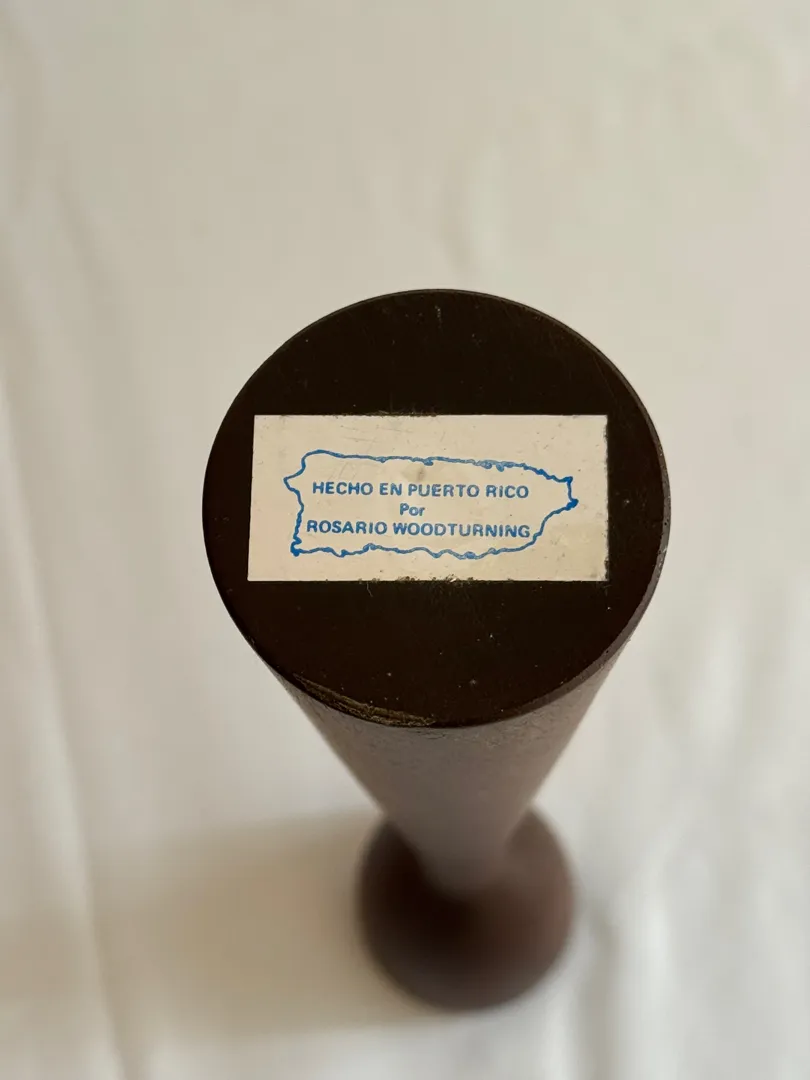 HECHO EN PUERTO RICO
Por
ROSARIO WOODTURNING